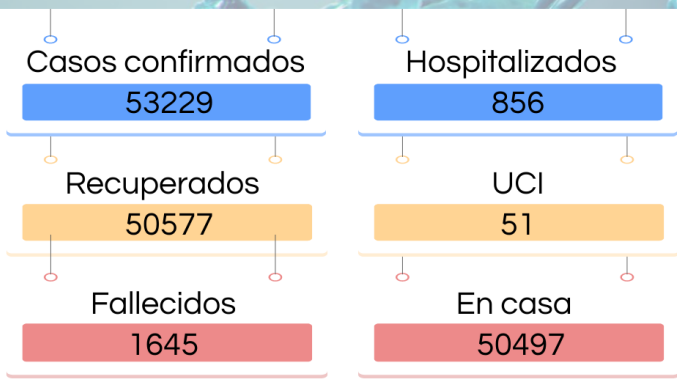 Casos confirmados
53229
Hospitalizados
856
Recuperados
50577
UCI
51
Fallecidos
1645
En casa
50497